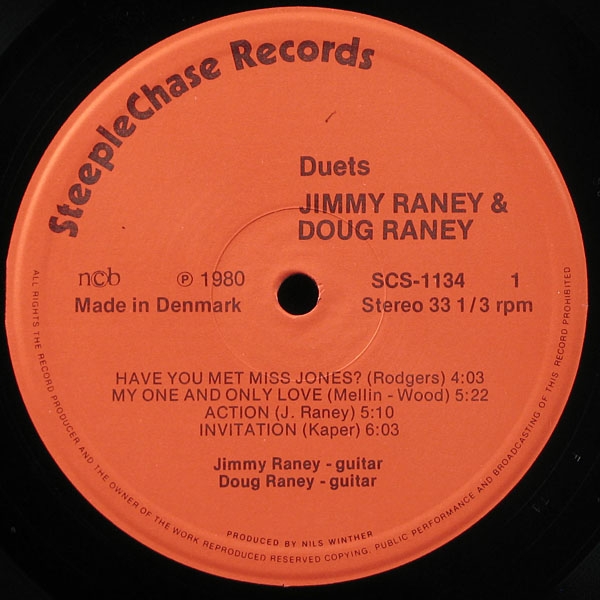 SteepleChase Records
Duets
JIMMY RANEY &
DOUG RANEY
ncb ℗ 1980 SCS-1134 1
Made in Denmark Stereo 33 1/3 rpm
HAVE YOU MET MISS JONES? (Rodgers) 4:03
MY ONE AND ONLY LOVE (Mellin - Wood) 5:22
ACTION (J. Raney) 5:10
INVITATION (Kaper) 6:03
Jimmy Raney - guitar
Doug Raney - guitar
PRODUCED BY NILS WINTHER
ALL RIGHTS THE RECORD PRODUCER AND THE OWNER OF THE WORK REPRODUCED RESERVED COPYING, PUBLIC PERFORMANCE AND BROADCASTING OF THIS RECORD PROHIBITED